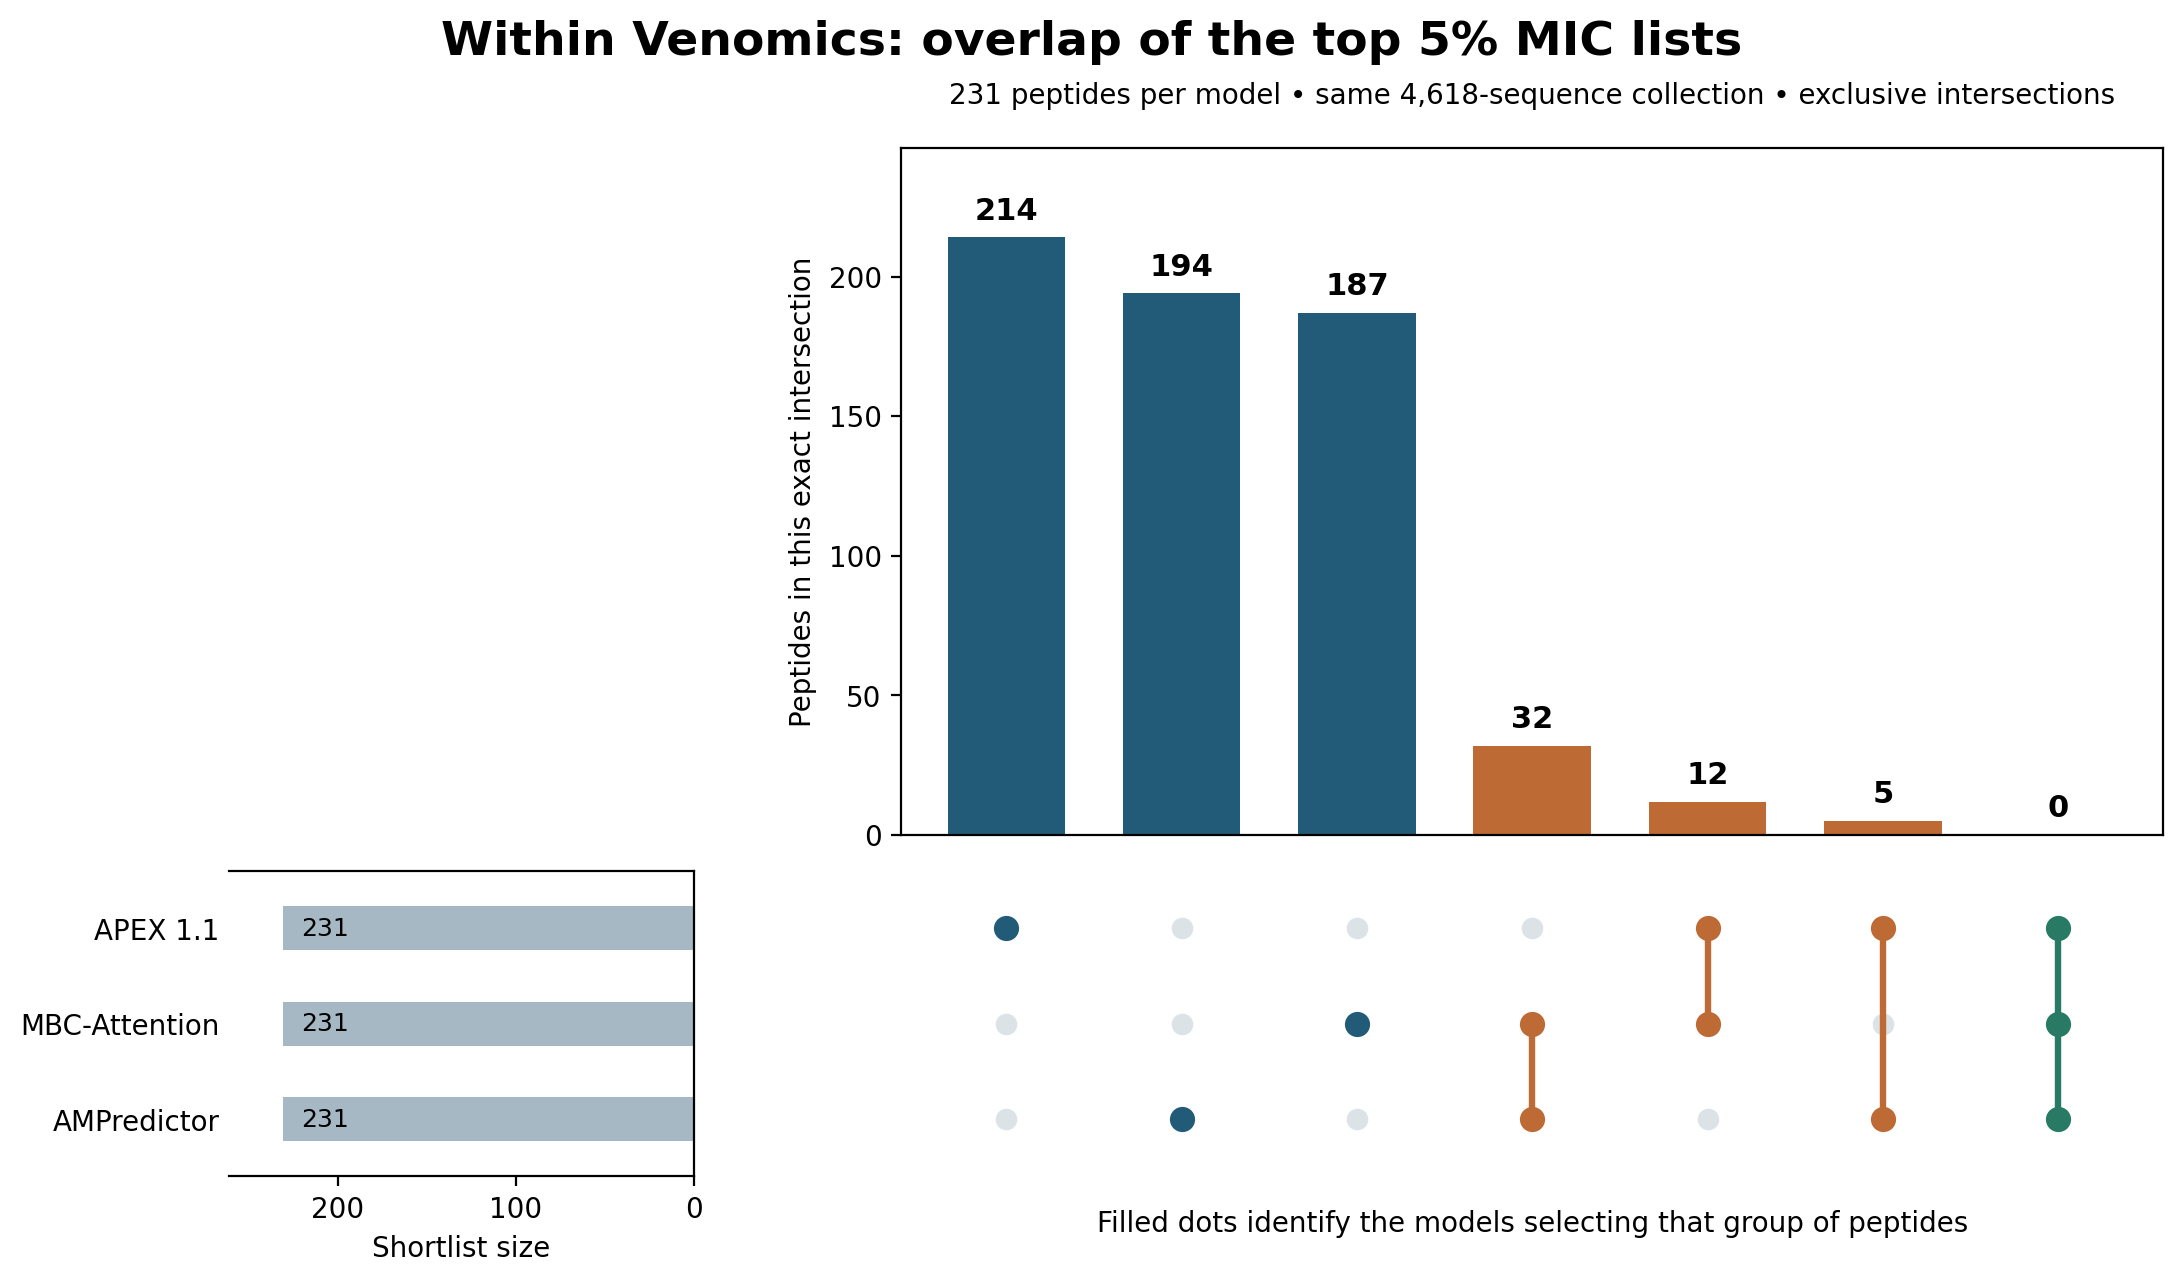 Within Venomics: overlap of the top 5% MIC lists
231 peptides per model • same 4,618-sequence collection • exclusive intersections
Peptides in this exact intersection
200
150
100
50
0
214
194
187
32
12
5
0
APEX 1.1
231
MBC-Attention
231
AMPredictor
231
200
100
0
Shortlist size
Filled dots identify the models selecting that group of peptides